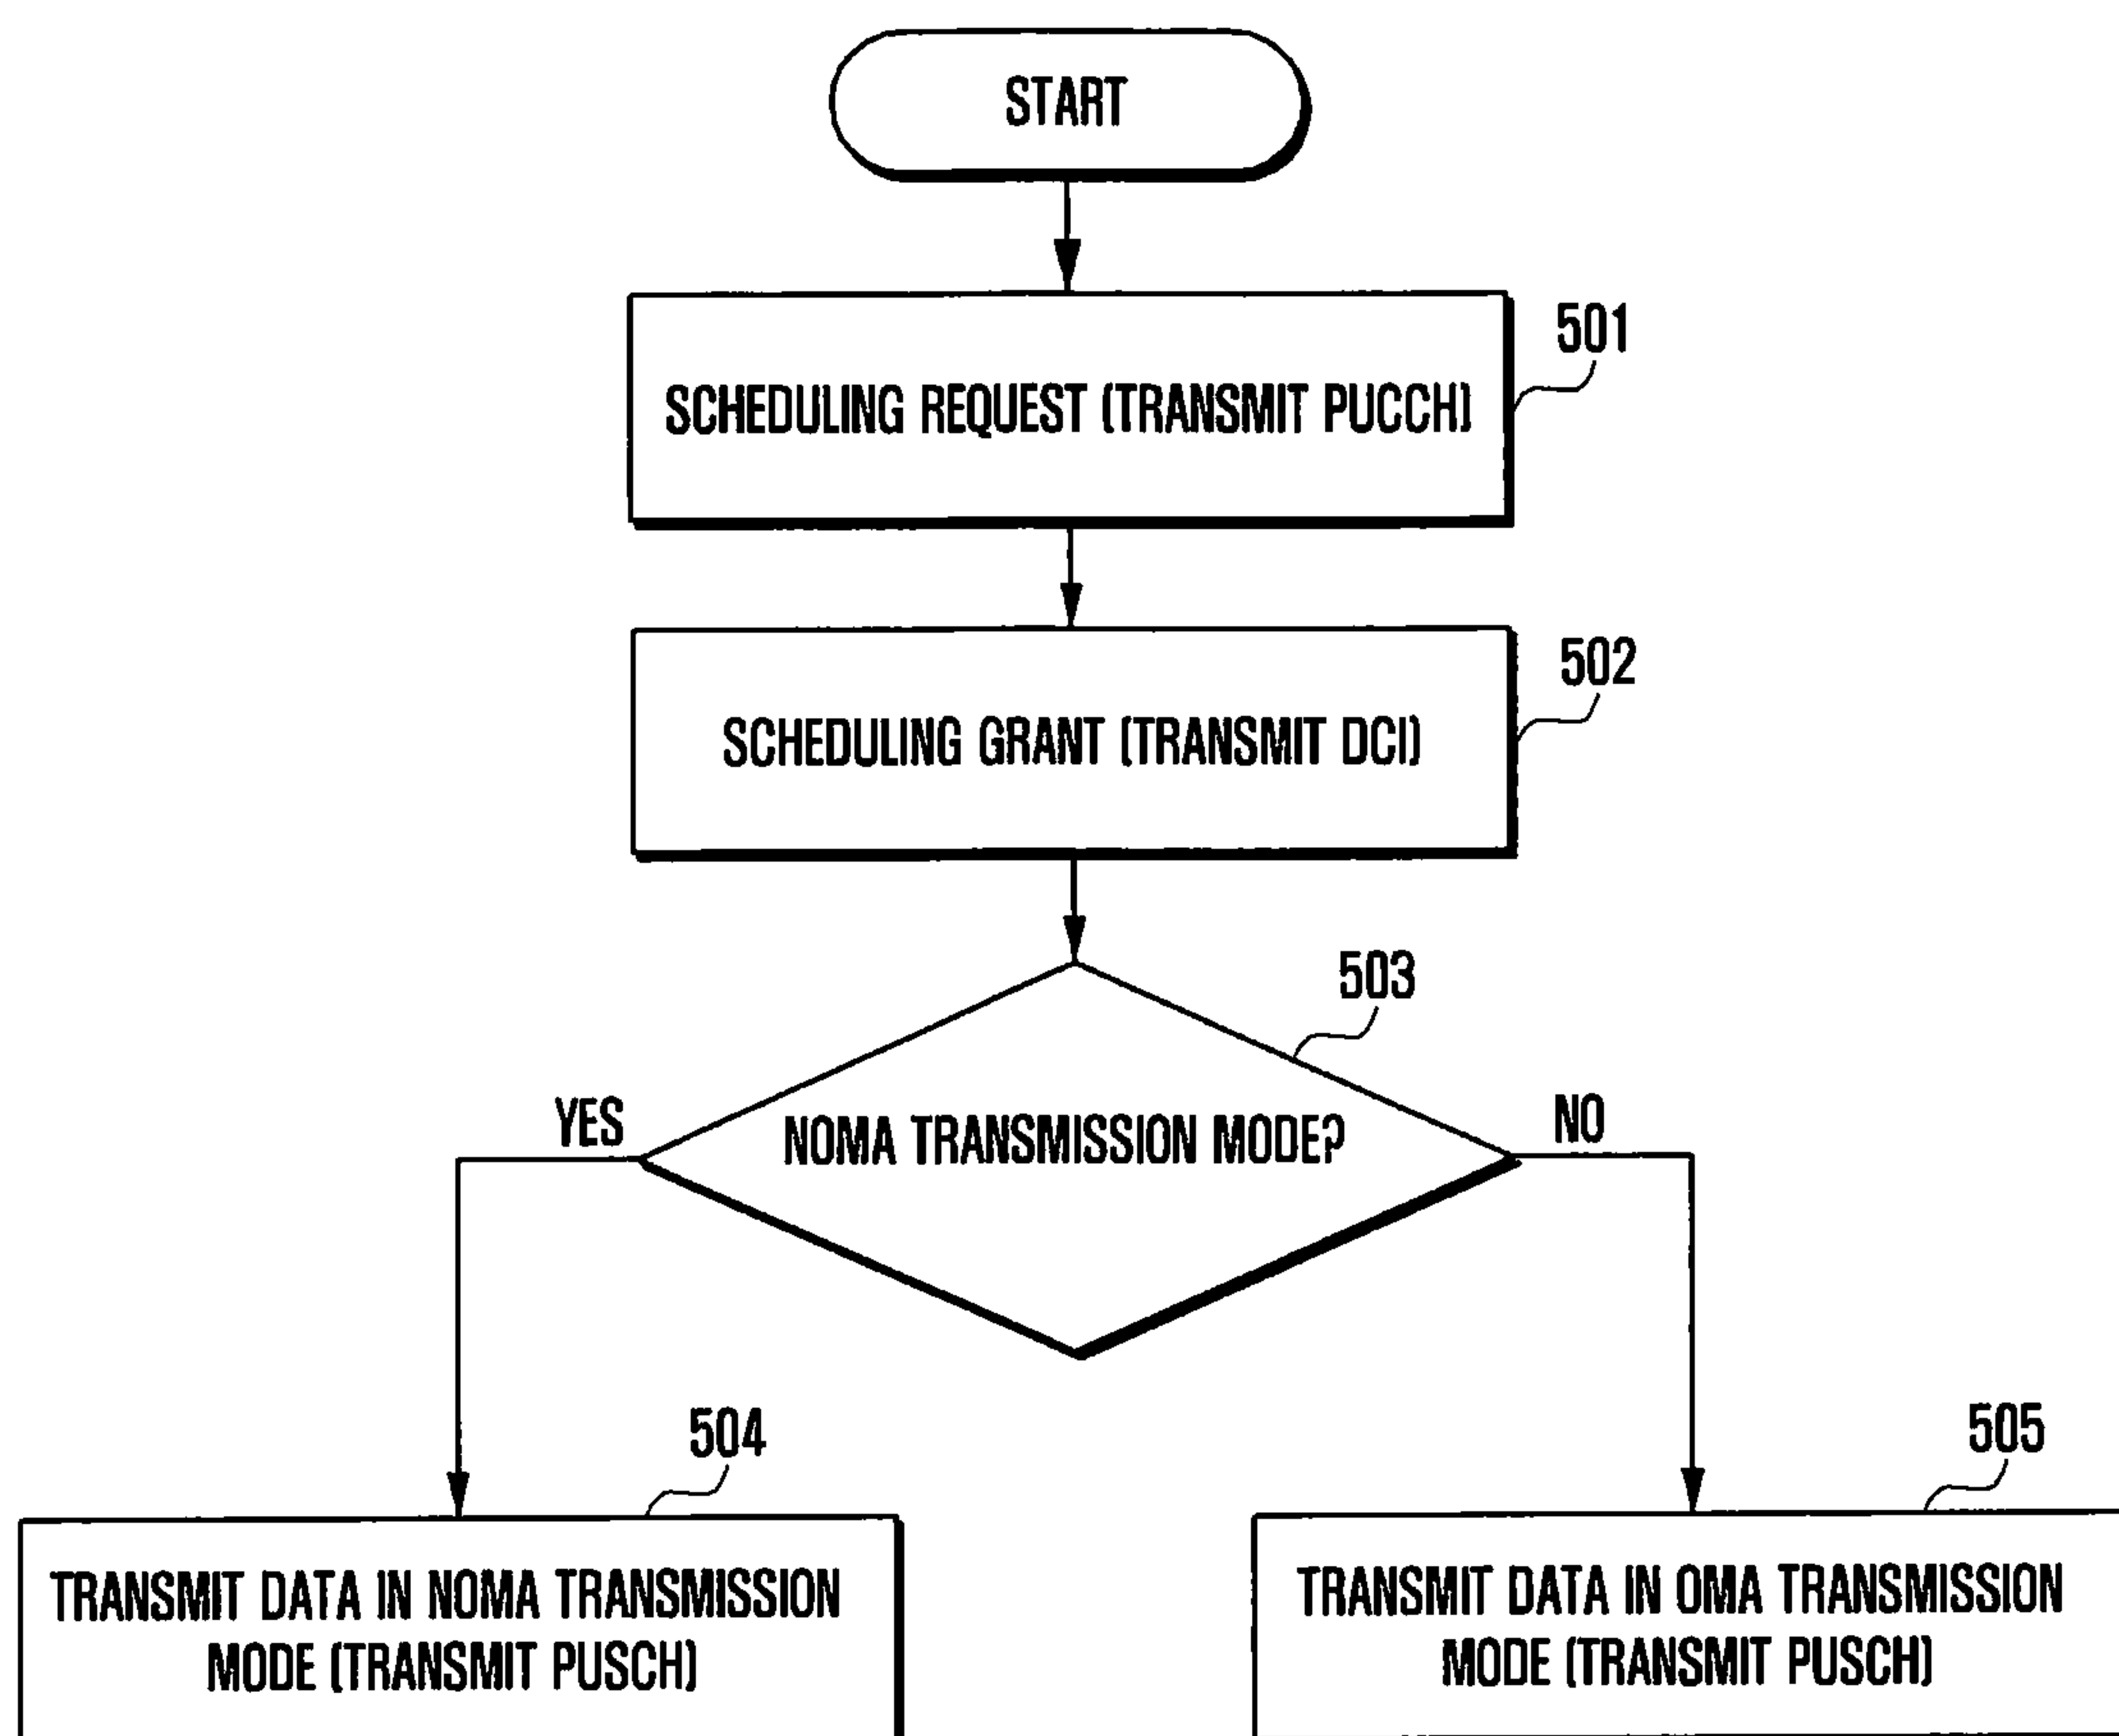 START
501
SCHEDULING REQUEST (TRANSMIT PUCCH)
502
SCHEDULING GRANT (TRANSMIT DCI)
503
YES
NOMA TRANSMISSION MODE?
NO
504
505
TRANSMIT DATA IN NOMA TRANSMISSION
MODE (TRANSMIT PUSCH)
TRANSMIT DATA IN OMA TRANSMISSION
MODE (TRANSMIT PUSCH)